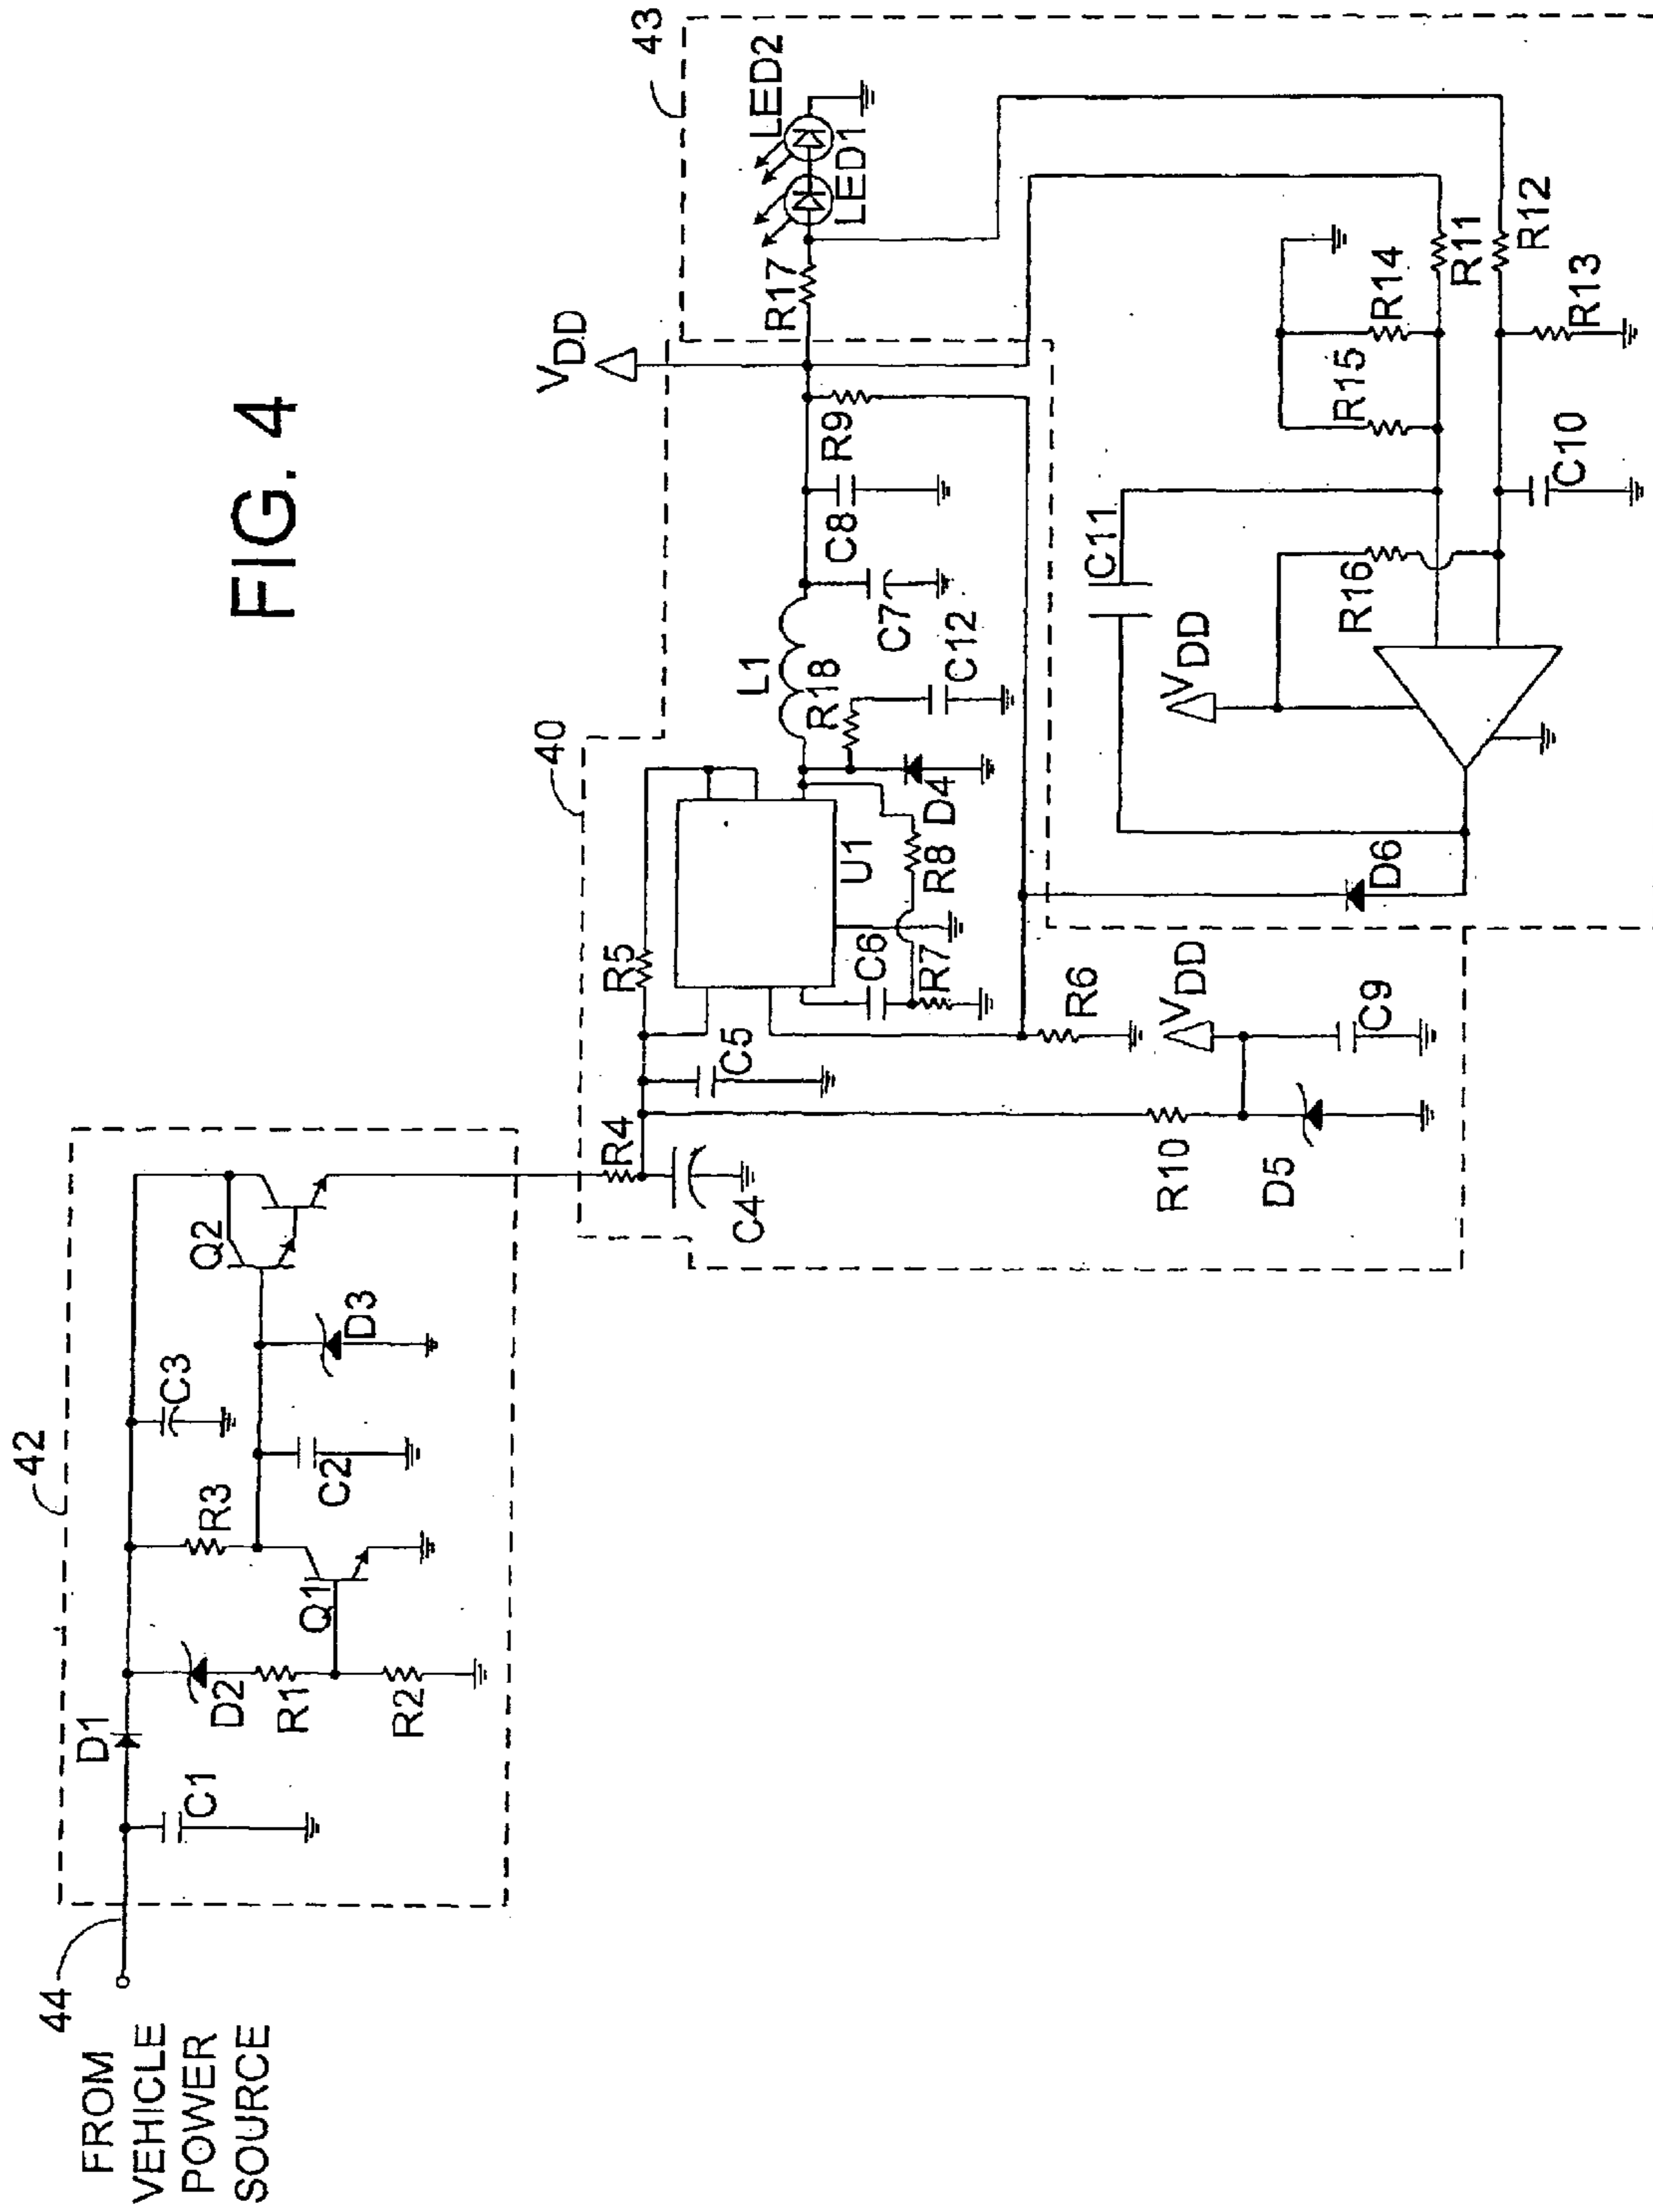 FIG. 4
44
FROM
VEHICLE
POWER
SOURCE
42
D1
C1
D2
R1
R2
R3
Q1
C2
C3
D3
Q2
40
R4
C4
C5
R5
U1
C6
R7
R8
D4
R18
C12
L1
C7
C8
R9
R6
R10
D5
VDD
C9
VDD
43
R17
LED1
LED2
D6
C11
VDD
R16
R15
R14
R11
R12
R13
C10